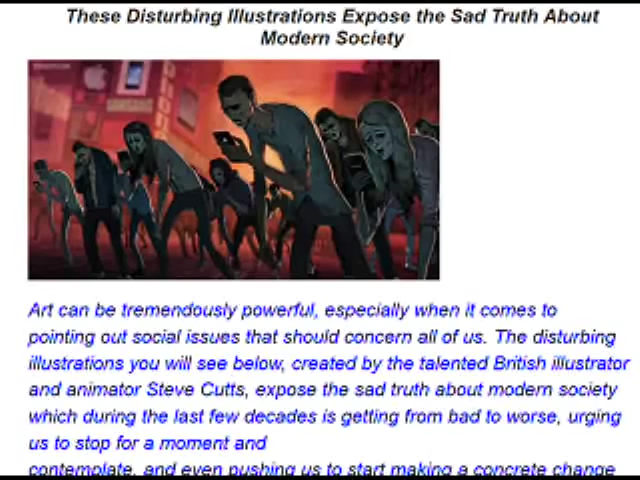 These Disturbing Illustrations Expose the Sad Truth About
Modern Society
SAMSUNG
Art can be tremendously powerful, especially when it comes to
pointing out social issues that should concern all of us. The disturbing
illustrations you will see below, created by the talented British illustrator
and animator Steve Cutts, expose the sad truth about modern society
which during the last few decades is getting from bad to worse, urging
us to stop for a moment and
contemplate, and even pushing us to start making a concrete change